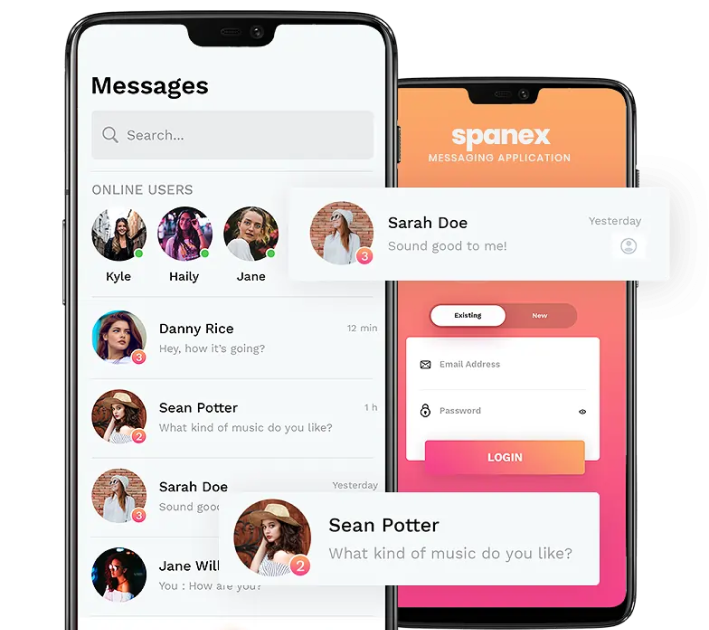 Messages
Search...
ONLINE USERS
Kyle
Haily
Jane
Danny Rice
12 min
Hey, how it's going?
3
Sean Potter
1 h
What kind of music do you like?
2
Sarah Doe
Yesterday
Sound good
3
Jane Will
You : How are you?
spanex
MESSAGING APPLICATION
Sarah Doe
Yesterday
Sound good to me!
3
Existing
New
Email Address
Password
LOGIN
Sean Potter
What kind of music do you like?
2